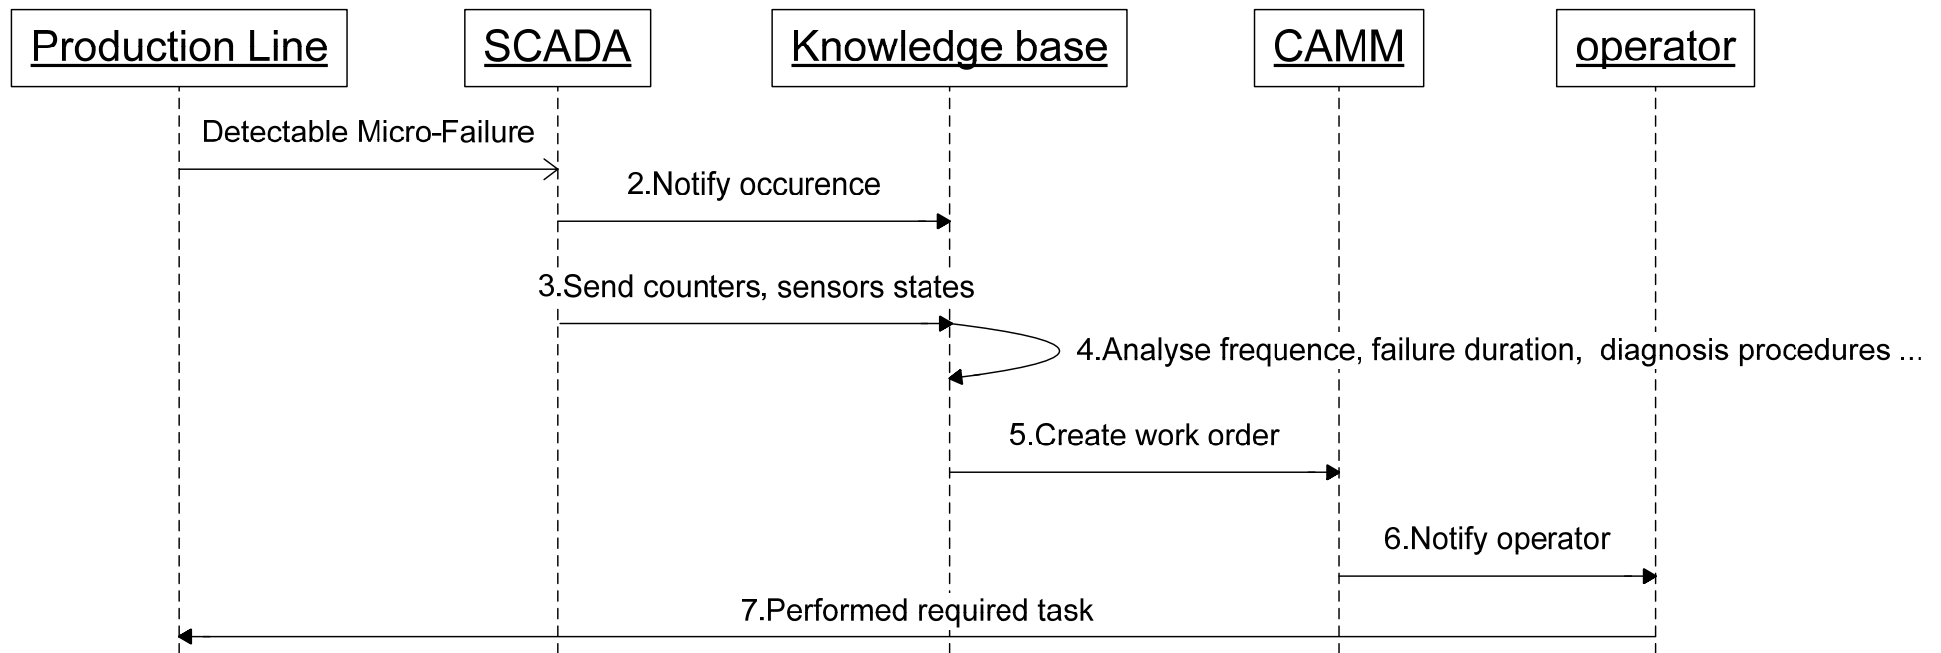 Production Line
SCADA
Knowledge base
CAMM
operator
Detectable Micro-Failure
2.Notify occurence
3.Send counters, sensors states
4.Analyse frequence, failure duration,  diagnosis procedures ...
5.Create work order
6.Notify operator
7.Performed required task